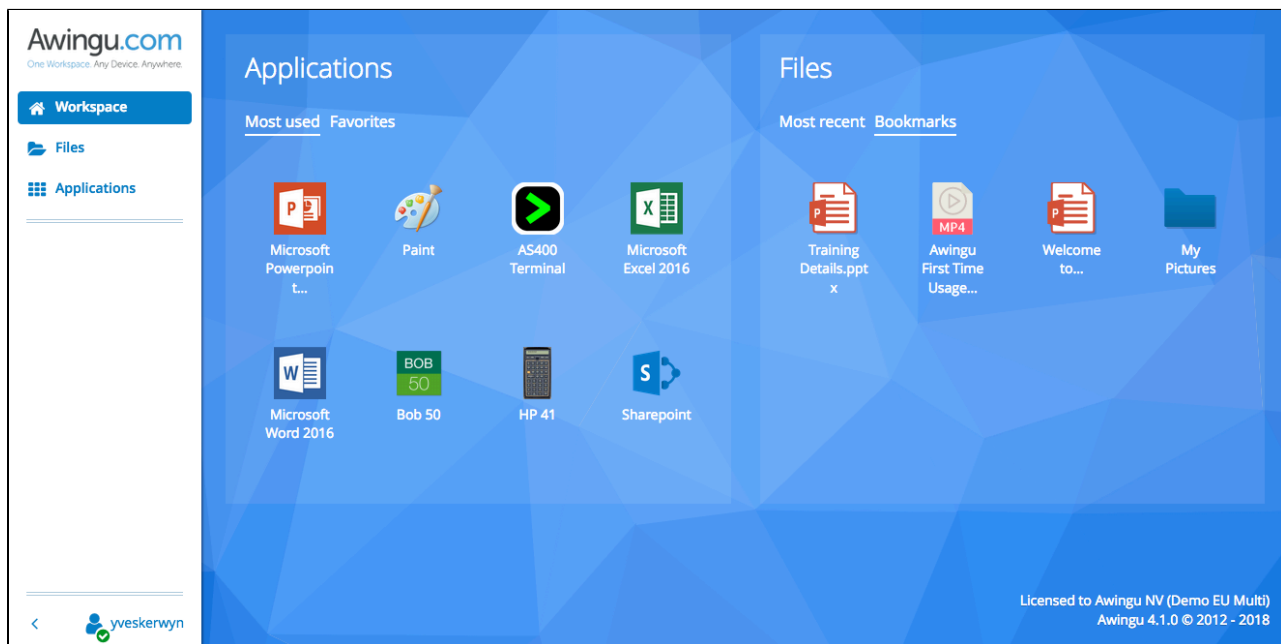 Awingu.com
One Workspace. Any Device. Anywhere.
Workspace
Files
Applications
yveskerwyn
Applications
Most used Favorites
Microsoft
Powerpoin
t...
Paint
AS400
Terminal
Microsoft
Excel 2016
Microsoft
Word 2016
BOB
50
Bob 50
HP 41
Sharepoint
Files
Most recent Bookmarks
Training
Details.ppt
x
MP4
Awingu
First Time
Usage...
Welcome
to...
My
Pictures
Licensed to Awingu NV (Demo EU Multi)
Awingu 4.1.0 © 2012 - 2018